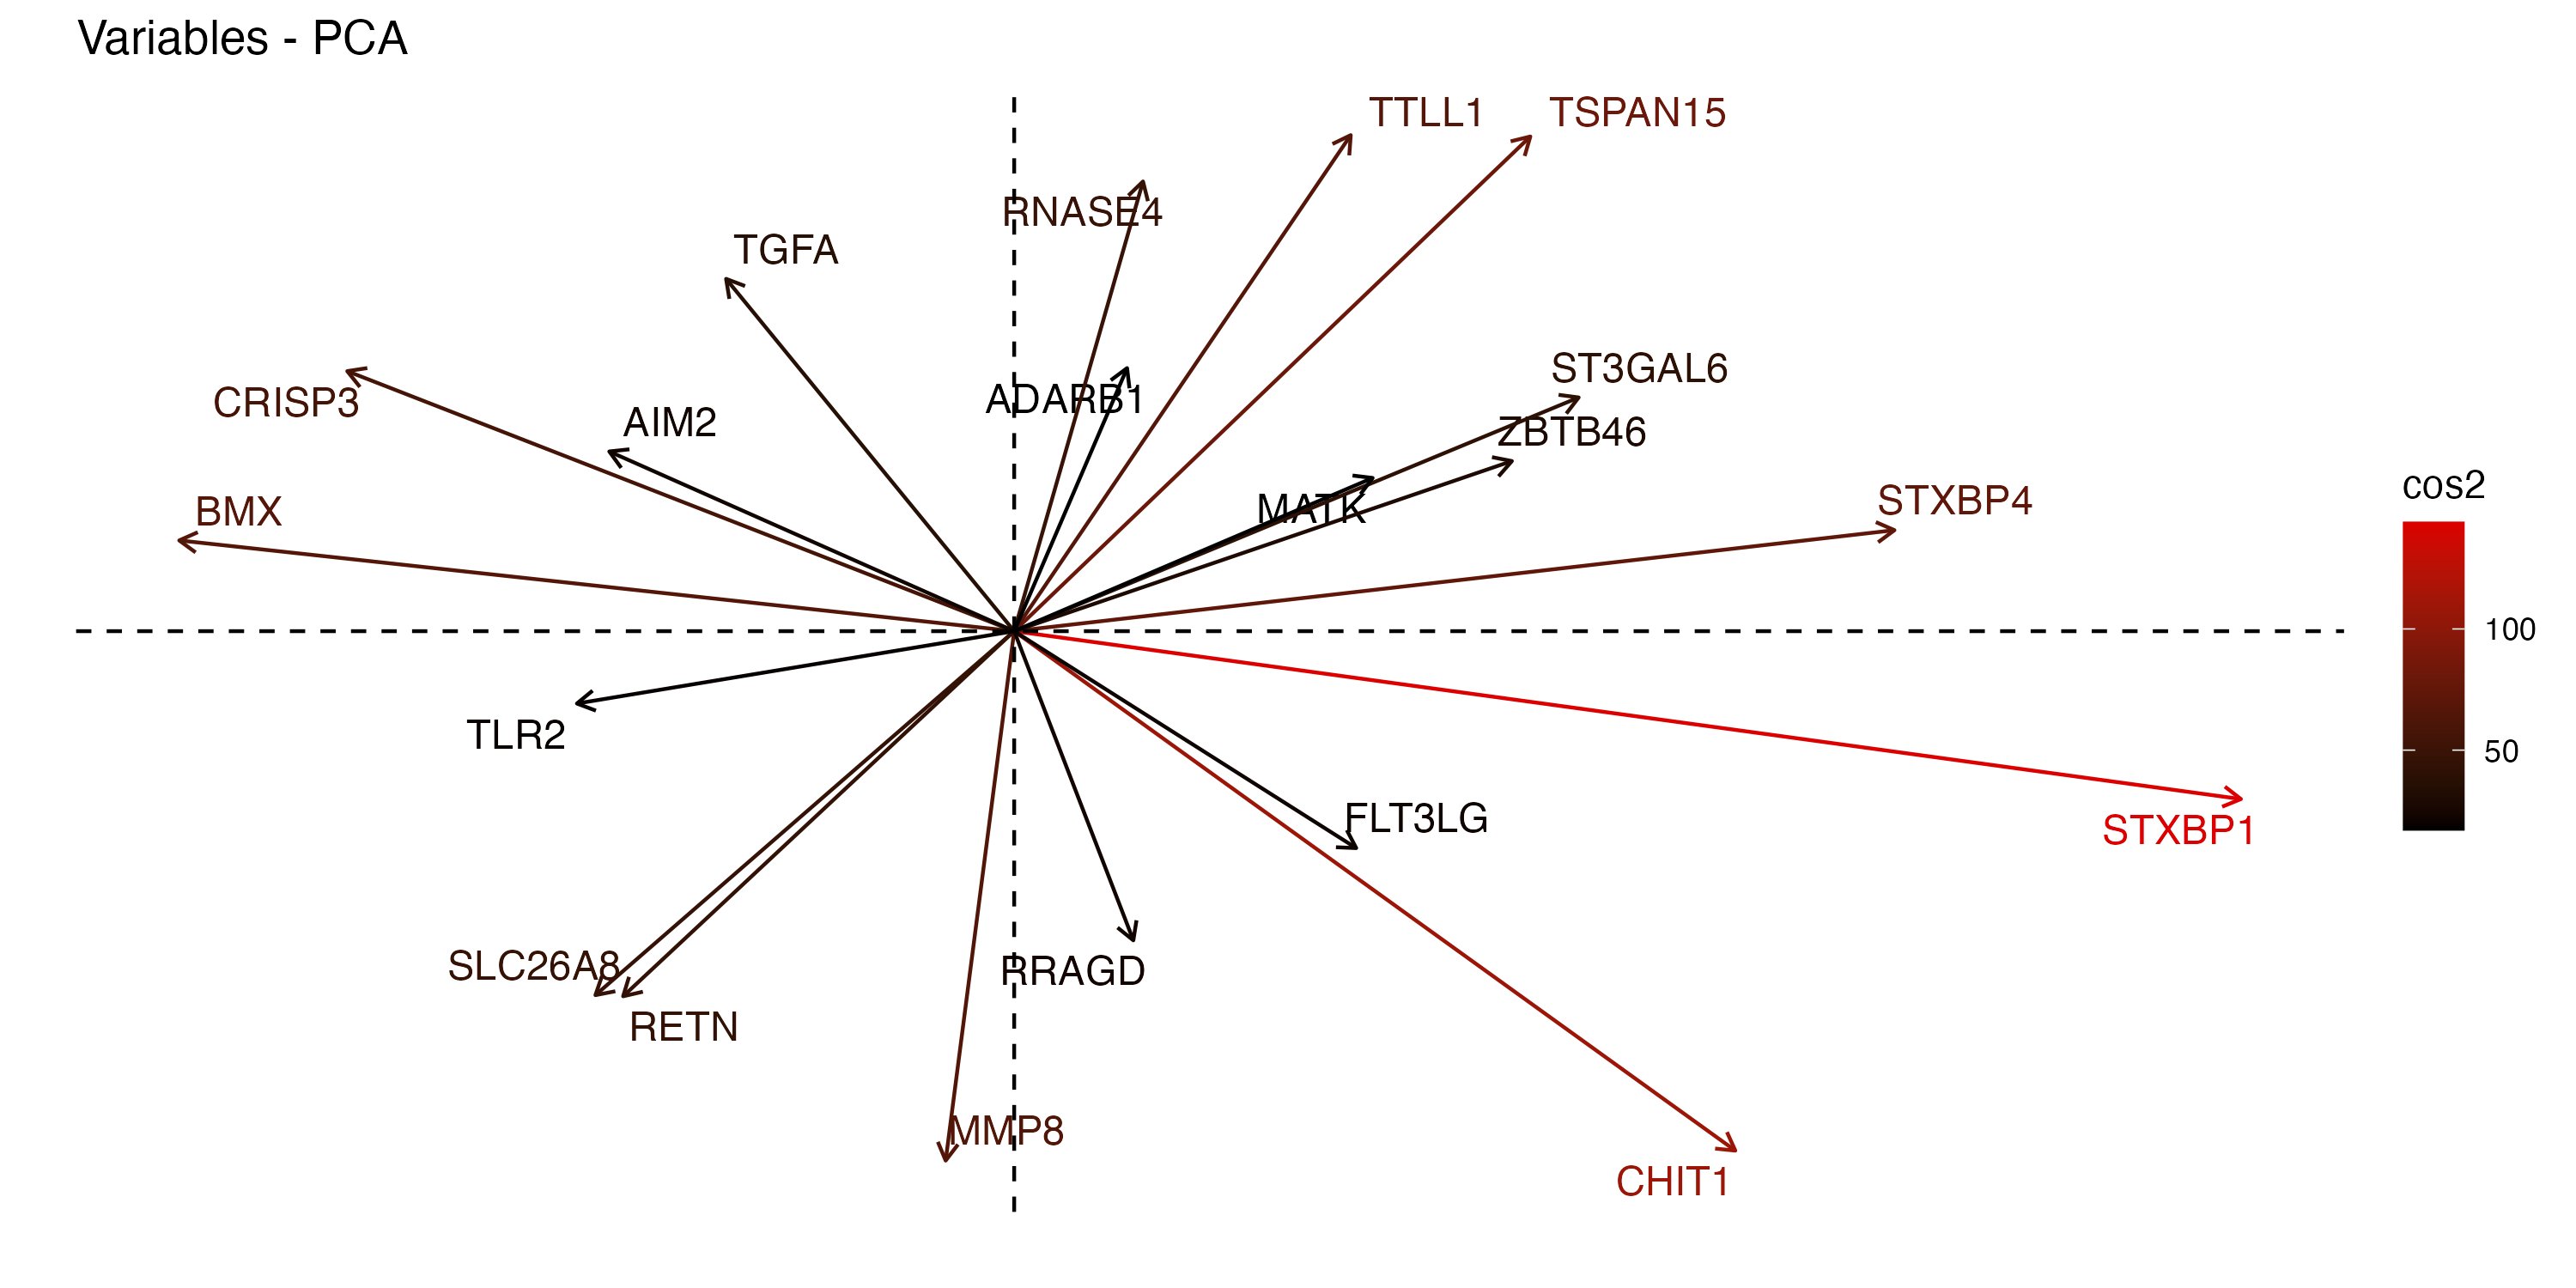 Variables - PCA
TTLL1
TSPAN15
RNASE4
TGFA
ST3GAL6
CRISP3
ADARB1
AIM2
ZBTB46
cos2
BMX
MATK
STXBP4
100
TLR2
50
FLT3LG
STXBP1
SLC26A8
RRAGD
RETN
MMP8
CHIT1